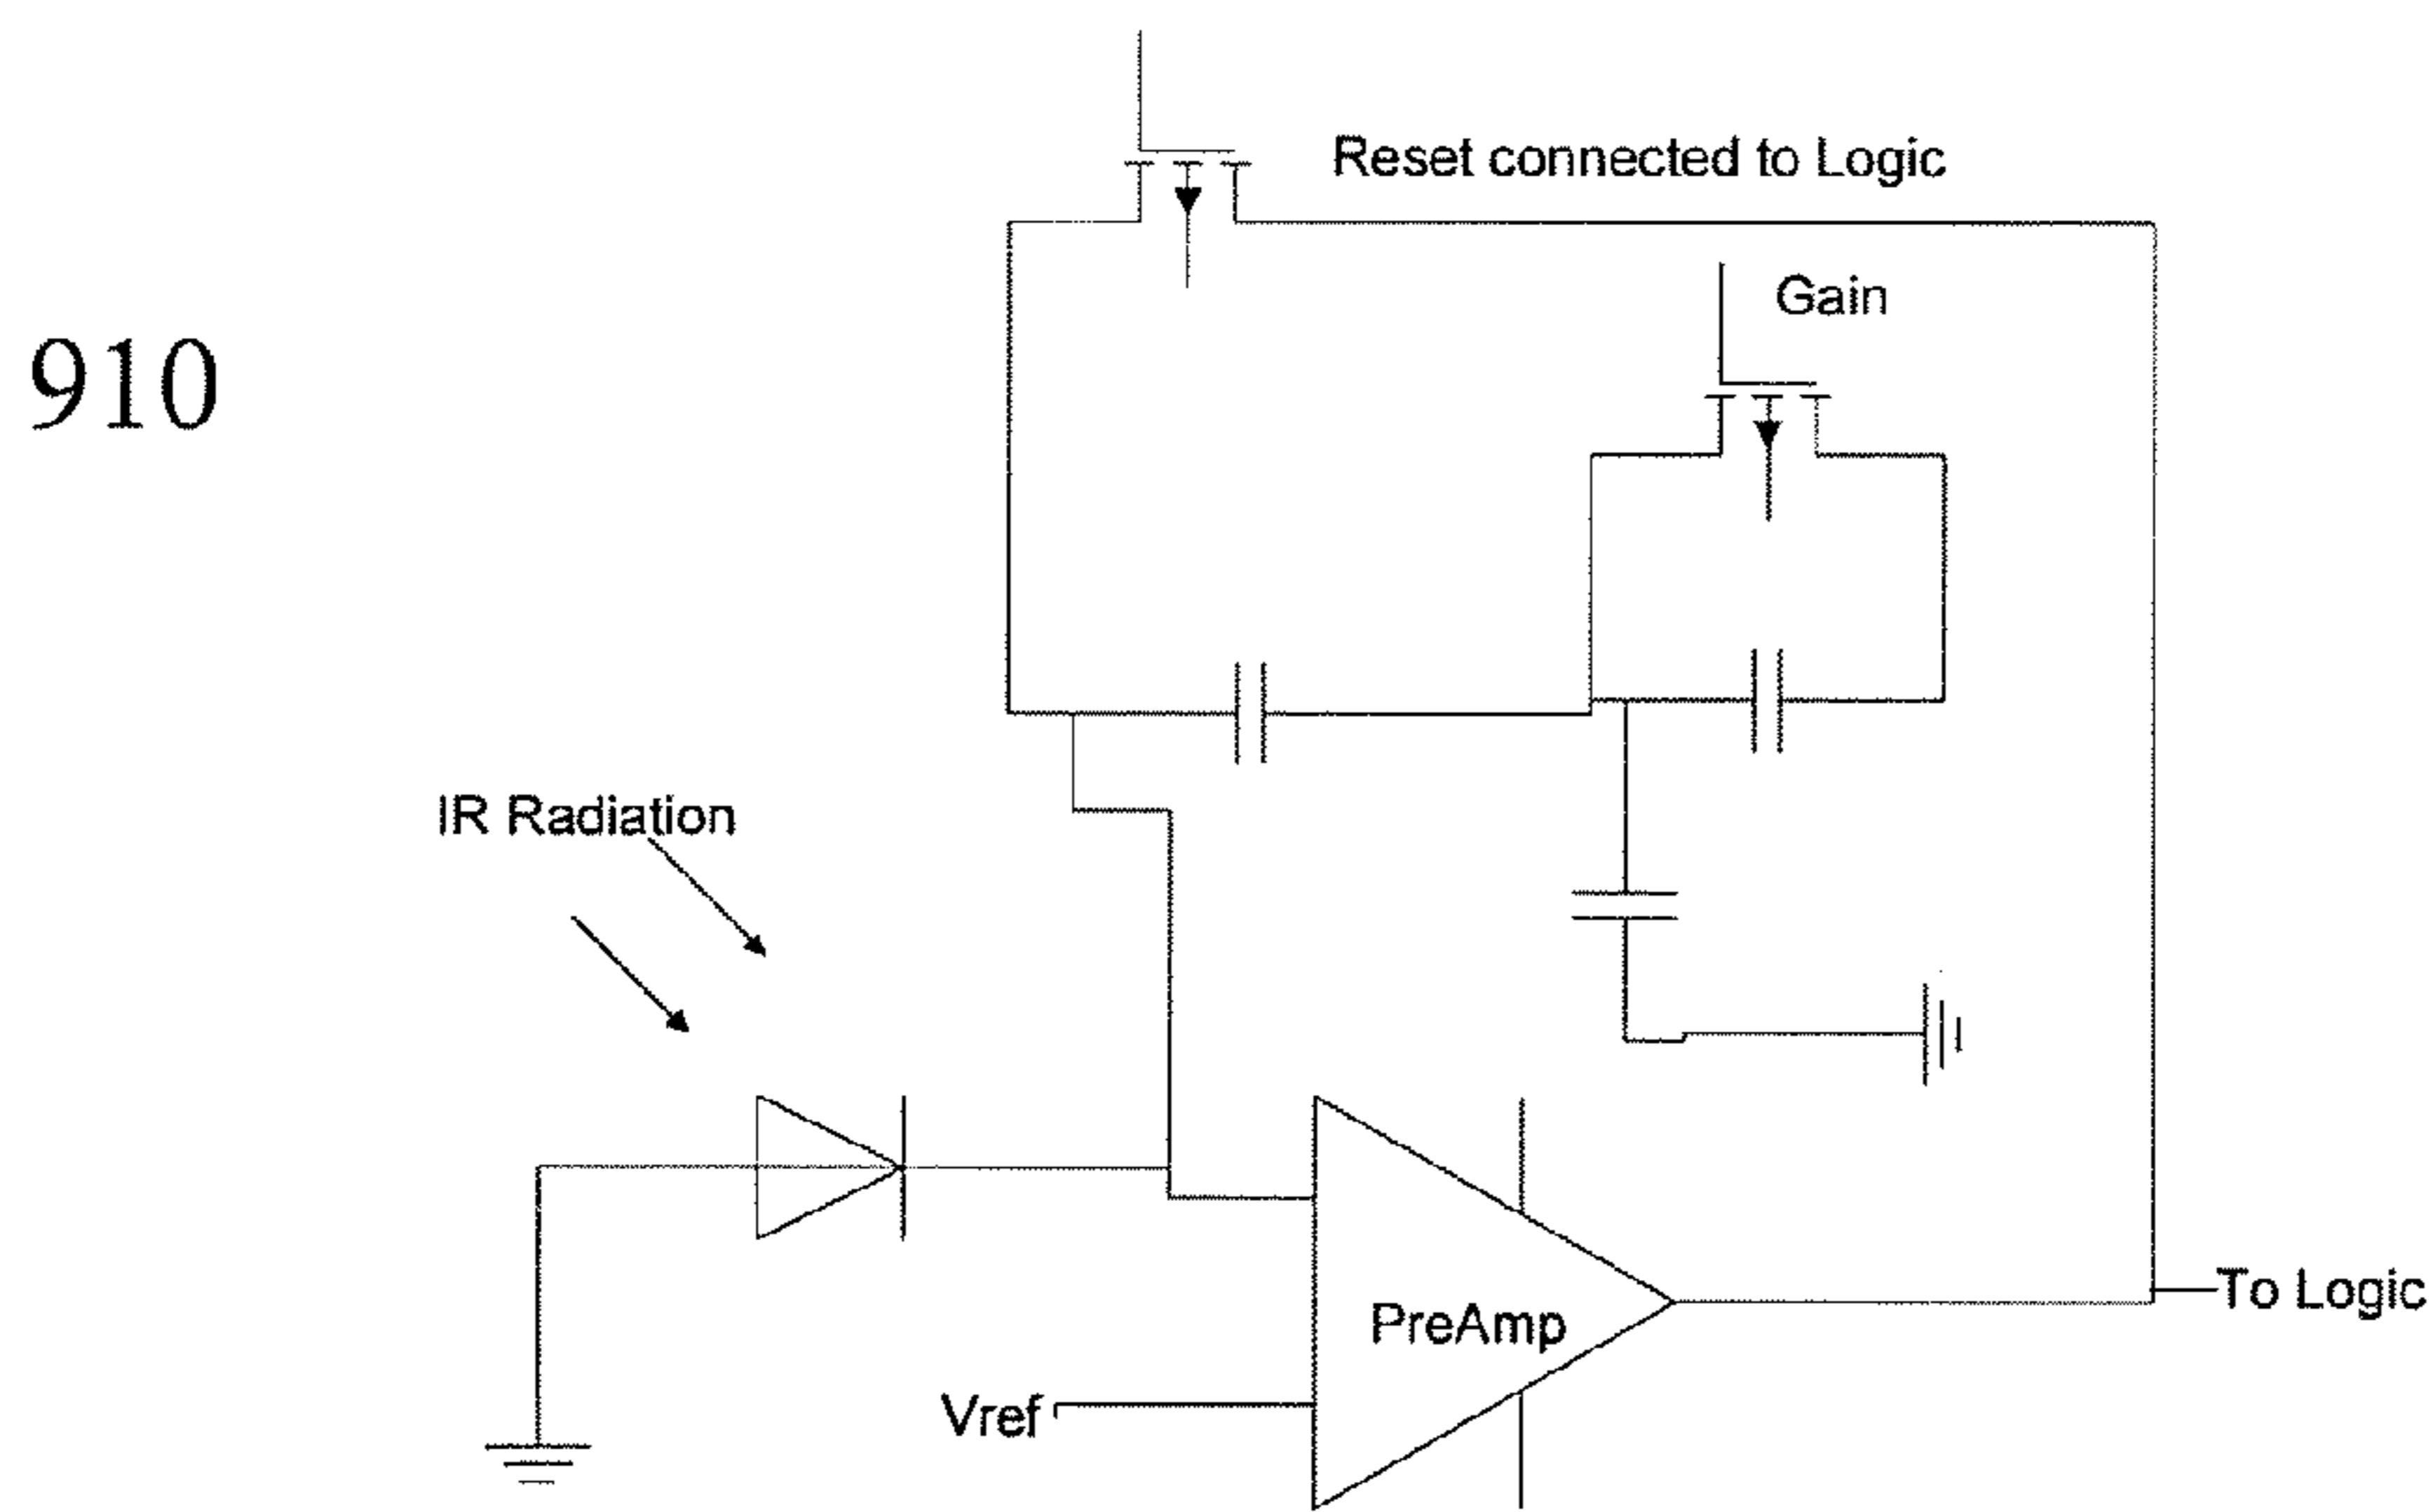 Reset connected to Logic
Gain
910
IR Radiation
PreAmp
To Logic
Vref